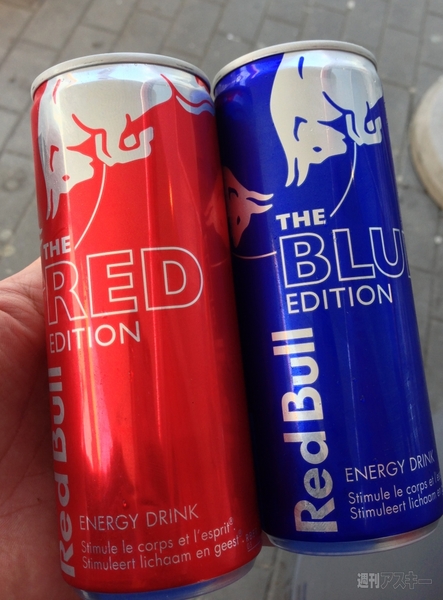 THE
RED
EDITION
Red Bull
ENERGY DRINK
Stimule le corps et l'esprit®.
Stimuleert lichaam en geest
THE
BLU
EDITION
Red Bull
ENERGY DRINK
Stimule le corps et
Stimuleert lichaam
週刊アスキー